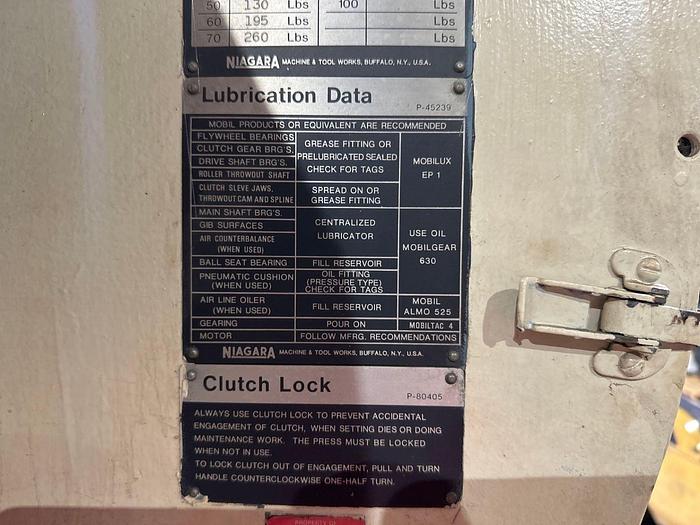 50 130 Lbs 100 Lbs
60 195 Lbs Lbs
70 260 Lbs Lbs
NIAGARA MACHINE & TOOL WORKS, BUFFALO, N.Y., U.S.A.
Lubrication Data
P-45239
MOBIL PRODUCTS OR EQUIVALENT ARE RECOMMENDED
FLYWHEEL BEARINGS
CLUTCH GEAR BRG'S.
DRIVE SHAFT BRG'S.
ROLLER THROWOUT SHAFT
GREASE FITTING OR
PRELUBRICATED SEALED
CHECK FOR TAGS
MOBILUX
EP 1
CLUTCH SLEVE JAWS,
THROWOUT CAM AND SPLINE
SPREAD ON OR
GREASE FITTING
MAIN SHAFT BRG'S.
GIB SURFACES
AIR COUNTERBALANCE
(WHEN USED)
CENTRALIZED
LUBRICATOR
USE OIL
MOBILGEAR
630
BALL SEAT BEARING
FILL RESERVOIR
PNEUMATIC CUSHION
(WHEN USED)
OIL FITTING
(PRESSURE TYPE)
CHECK FOR TAGS
AIR LINE OILER
(WHEN USED)
FILL RESERVOIR
MOBIL
ALMO 525
GEARING
POUR ON
MOBILTAC 4
MOTOR
FOLLOW MFRG. RECOMMENDATIONS
NIAGARA MACHINE & TOOL WORKS, BUFFALO, N.Y., U.S.A.
Clutch Lock
P-80405
ALWAYS USE CLUTCH LOCK TO PREVENT ACCIDENTAL
ENGAGEMENT OF CLUTCH, WHEN SETTING DIES OR DOING
MAINTENANCE WORK. THE PRESS MUST BE LOCKED
WHEN NOT IN USE.
TO LOCK CLUTCH OUT OF ENGAGEMENT, PULL AND TURN
HANDLE COUNTERCLOCKWISE ONE-HALF TURN.
PROPERTY OF